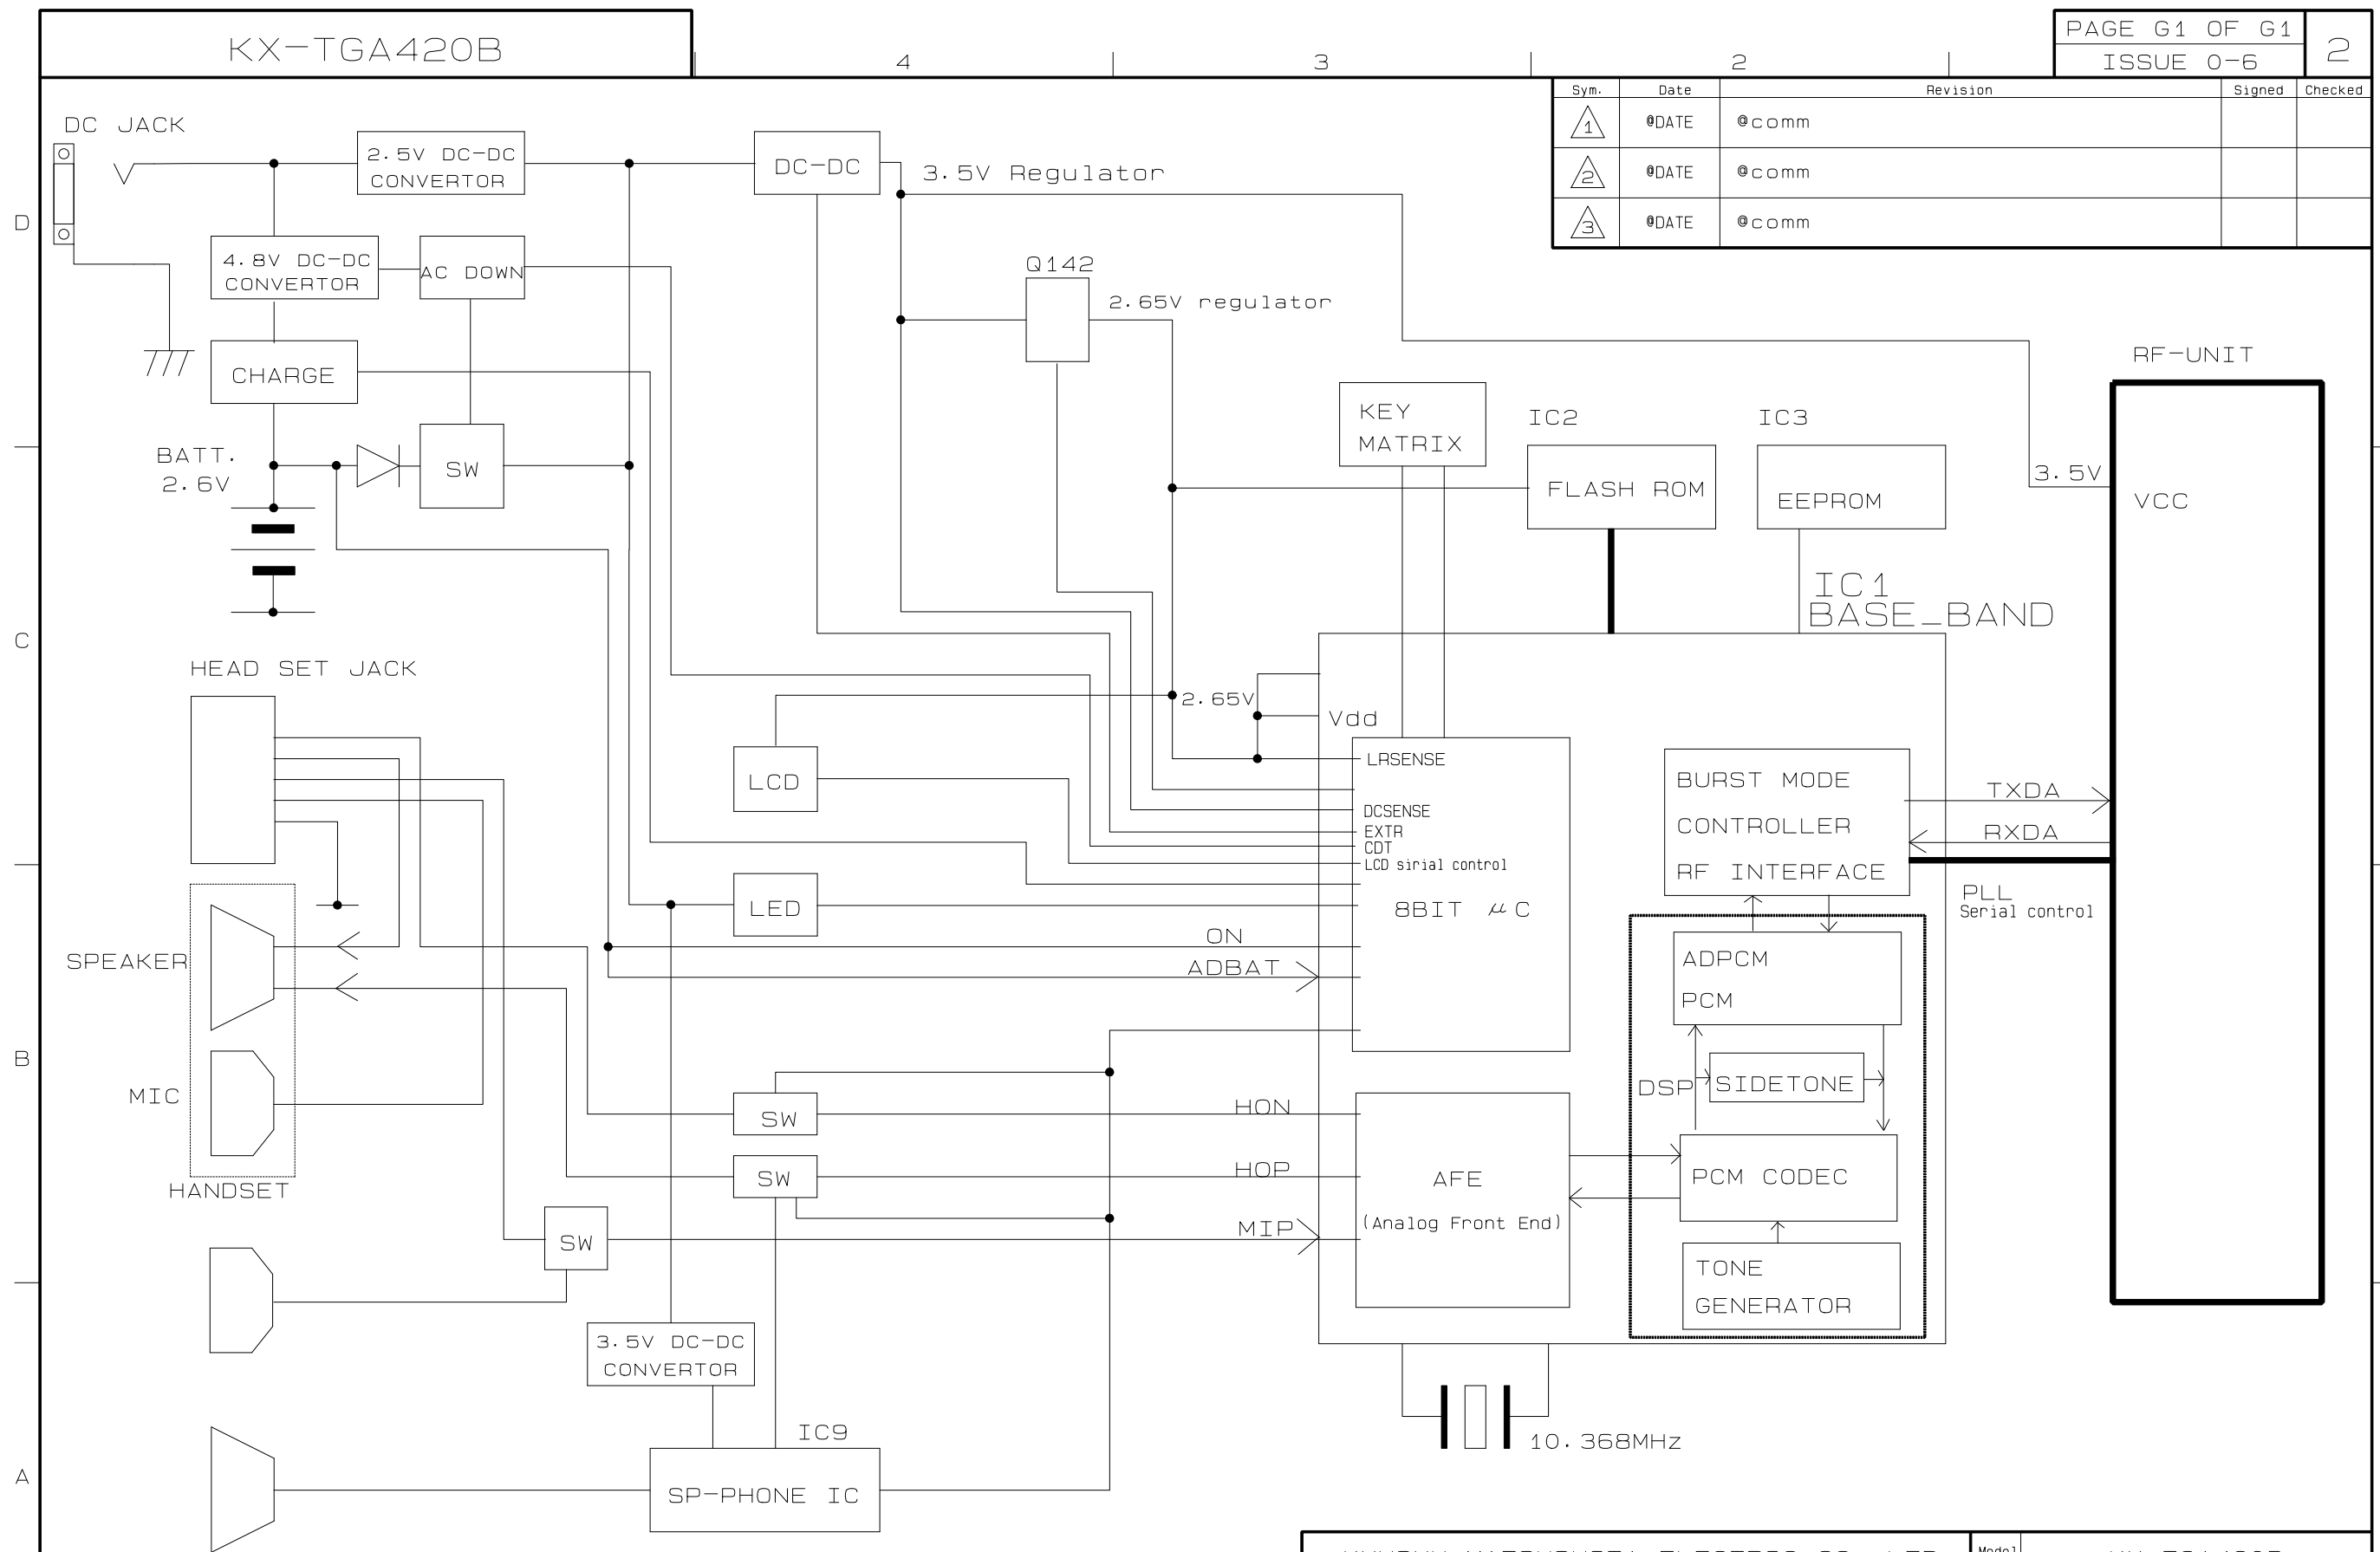 KX-TGA420B
4
3
2
PAGE G1 OF G1
ISSUE 0-6
2
Sym.
Date
Revision
Signed
Checked
1
@DATE
@comm
2
@DATE
@comm
3
@DATE
@comm
D
C
B
A
DC JACK
2.5V DC-DC
CONVERTOR
DC-DC
3.5V Regulator
4.8V DC-DC
CONVERTOR
AC DOWN
Q142
2.65V regulator
CHARGE
BATT.
2.6V
SW
KEY
MATRIX
IC2
FLASH ROM
IC3
EEPROM
RF-UNIT
3.5V
VCC
IC1
BASE_BAND
HEAD SET JACK
2.65V
Vdd
LCD
LRSENSE
DCSENSE
EXTR
CDT
LCD sirial control
8BIT μC
LED
ON
ADBAT
BURST MODE
CONTROLLER
RF INTERFACE
TXDA
RXDA
PLL
Serial control
SPEAKER
MIC
HANDSET
ADPCM
PCM
DSP
SIDETONE
SW
HON
SW
HOP
SW
MIP
AFE
(Analog Front End)
PCM CODEC
TONE
GENERATOR
3.5V DC-DC
CONVERTOR
IC9
SP-PHONE IC
10.368MHz
Model